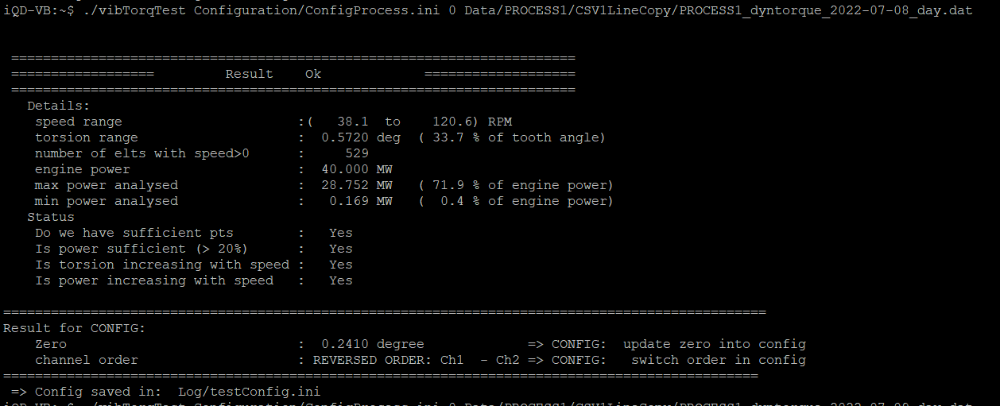 iQD-VB:~$ ./vibTorqTest Configuration/ConfigProcess.ini 0 Data/PROCESS1/CSV1LineCopy/PROCESS1_dyntorque_2022-07-08_day.dat
=======================================================================
================== Result Ok ===================
=======================================================================
Details:
speed range :( 38.1 to 120.6) RPM
torsion range : 0.5720 deg ( 33.7 % of tooth angle)
number of elts with speed>0 : 529
engine power : 40.000 MW
max power analysed : 28.752 MW ( 71.9 % of engine power)
min power analysed : 0.169 MW ( 0.4 % of engine power)
Status
Do we have sufficient pts : Yes
Is power sufficient (> 20%) : Yes
Is torsion increasing with speed : Yes
Is power increasing with speed : Yes
================================================================================================
Result for CONFIG:
Zero : 0.2410 degree => CONFIG: update zero into config
channel order : REVERSED ORDER: Ch1 - Ch2 => CONFIG: switch order in config
===============================================================================================
=> Config saved in: Log/testConfig.ini
iQD-VB:~$ ./vibTorqTest Configuration/ConfigProcess.ini 0 Data/PROCESS1/CSV1LineCopy/PROCESS1_dyntorque_2022-07-08_day.dat